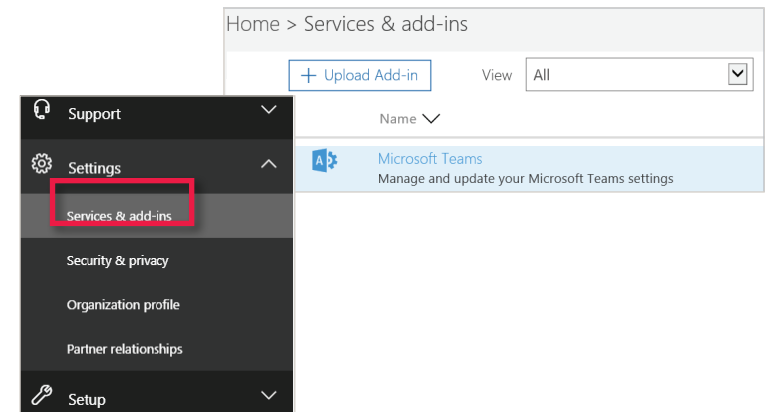 Home > Services & add-ins
+ Upload Add-in
View
All
Name
Microsoft Teams
Manage and update your Microsoft Teams settings
Support
Settings
Services & add-ins
Security & privacy
Organization profile
Partner relationships
Setup